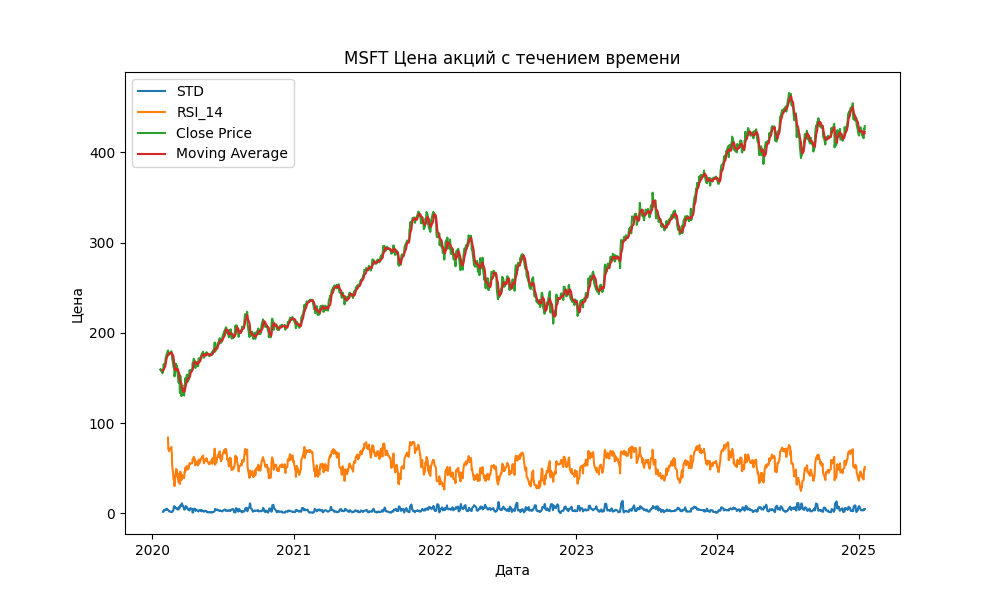 MSFT Цена акций с течением времени
STD
RSI_14
Close Price
Moving Average
Цена
400
300
200
100
0
2020 2021 2022 2023 2024 2025
Дата